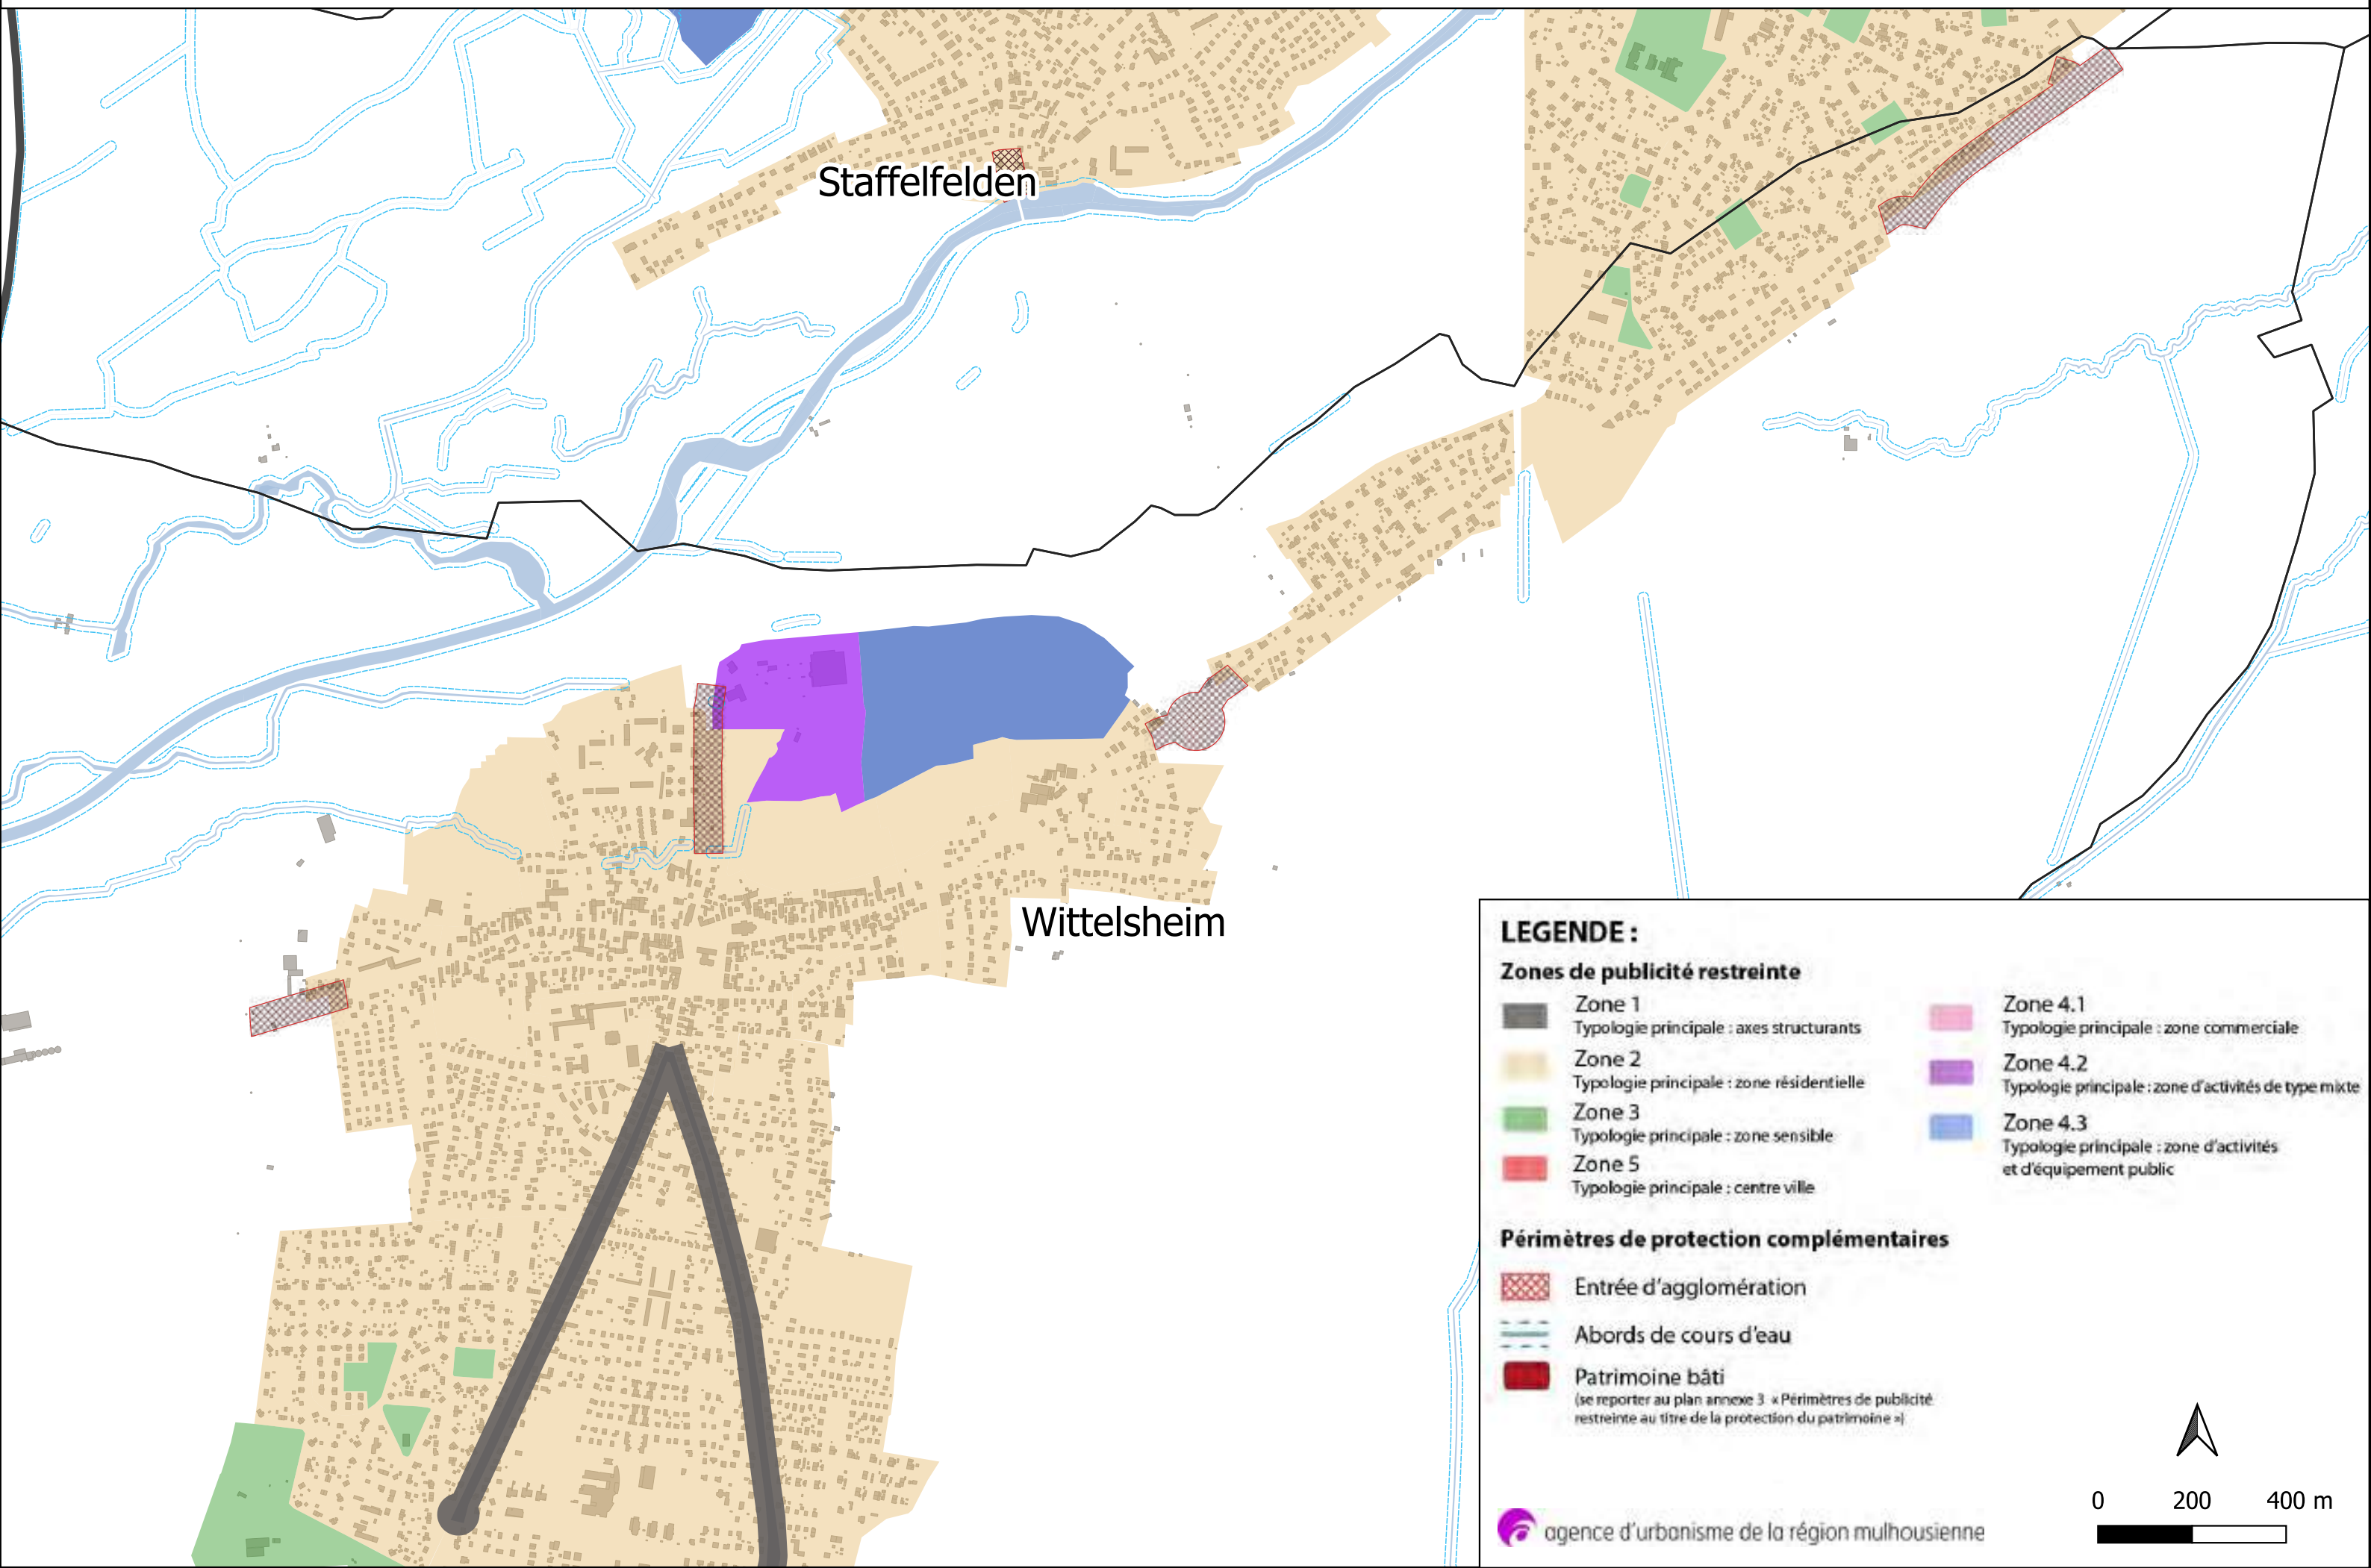 Staffelfelden
Wittelsheim
LEGENDE :
Zones de publicité restreinte
Zone 1
Typologie principale : axes structurants
Zone 2
Typologie principale : zone résidentielle
Zone 3
Typologie principale : zone sensible
Zone 5
Typologie principale : centre ville
Zone 4.1
Typologie principale : zone commerciale
Zone 4.2
Typologie principale : zone d'activités de type mixte
Zone 4.3
Typologie principale : zone d'activités
et d'équipement public
Périmètres de protection complémentaires
Entrée d'agglomération
Abords de cours d'eau
Patrimoine bâti
(se reporter au plan annexe 3 « Périmètres de publicité
restreinte au titre de la protection du patrimoine »)
0 200 400 m
agence d'urbanisme de la région mulhousienne